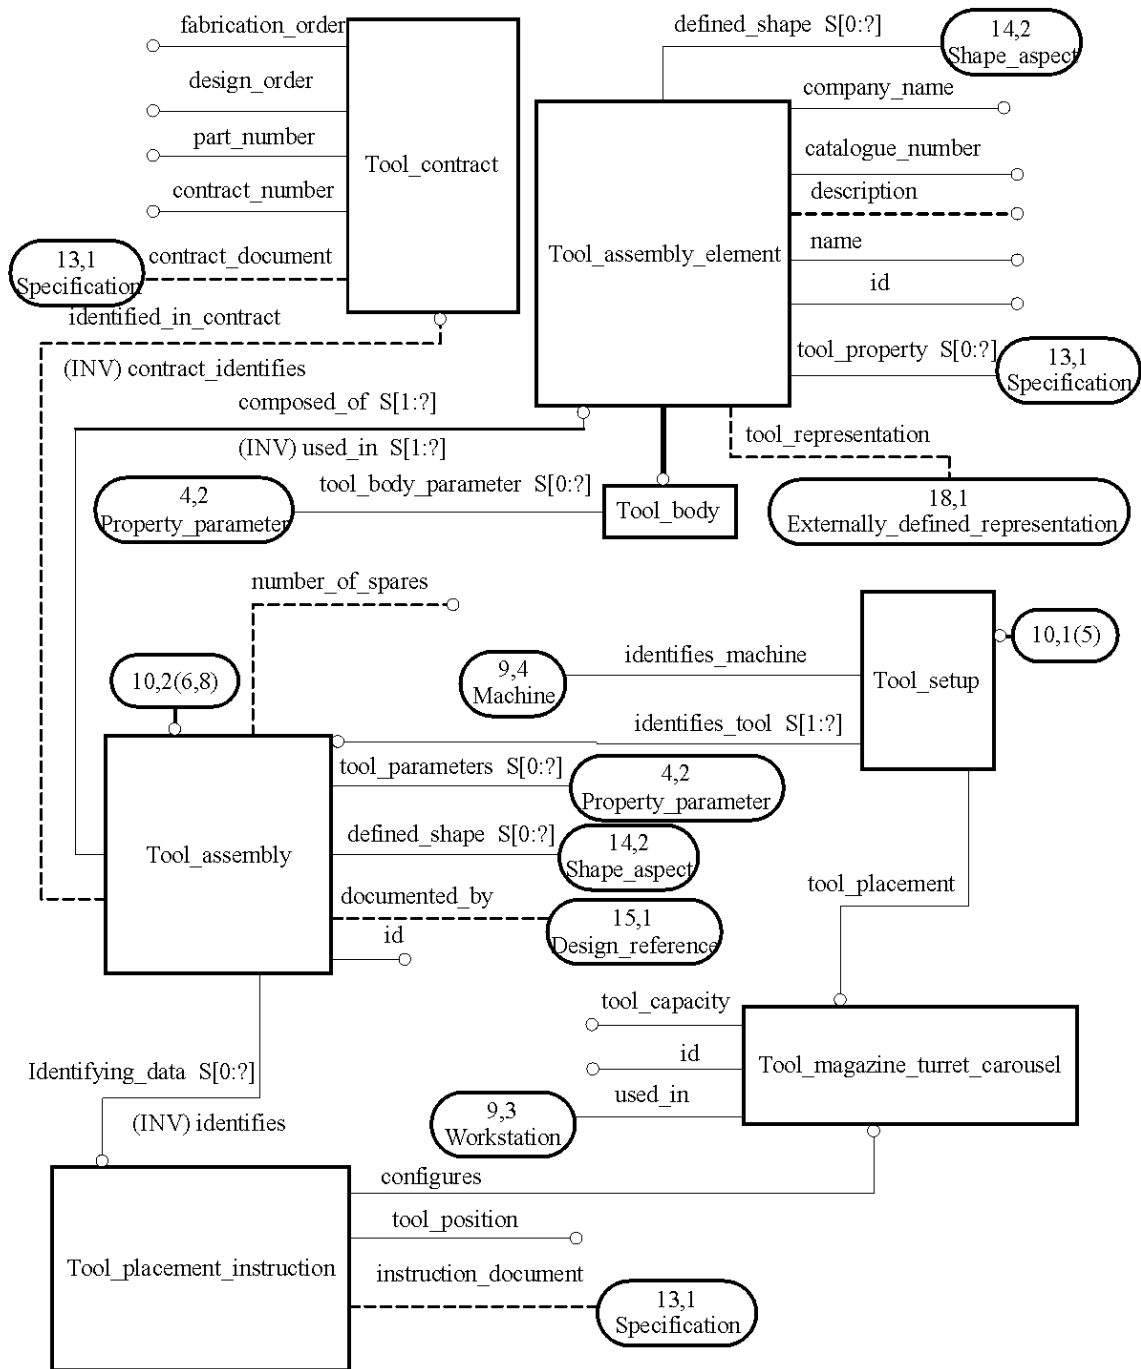 fabrication_order
design_order
part_number
contract_number
contract_document
13,1
Specification
Tool_contract
identified_in_contract
(INV) contract_identifies
defined_shape S[0:?]
14,2
Shape_aspect
company_name
catalogue_number
description
name
id
Tool_assembly_element
tool_property S[0:?]
13,1
Specification
tool_representation
18,1
Externally_defined_representation
composed_of S[1:?]
(INV) used_in S[1:?]
tool_body_parameter S[0:?]
4,2
Property_parameter
Tool_body
number_of_spares
10,2(6,8)
identifies_machine
9,4
Machine
Tool_setup
10,1(5)
identifies_tool S[1:?]
tool_parameters S[0:?]
4,2
Property_parameter
defined_shape S[0:?]
14,2
Shape_aspect
Tool_assembly
documented_by
15,1
Design_reference
id
tool_placement
tool_capacity
id
used_in
9,3
Workstation
Tool_magazine_turret_carousel
Identifying_data S[0:?]
(INV) identifies
configures
tool_position
Tool_placement_instruction
instruction_document
13,1
Specification